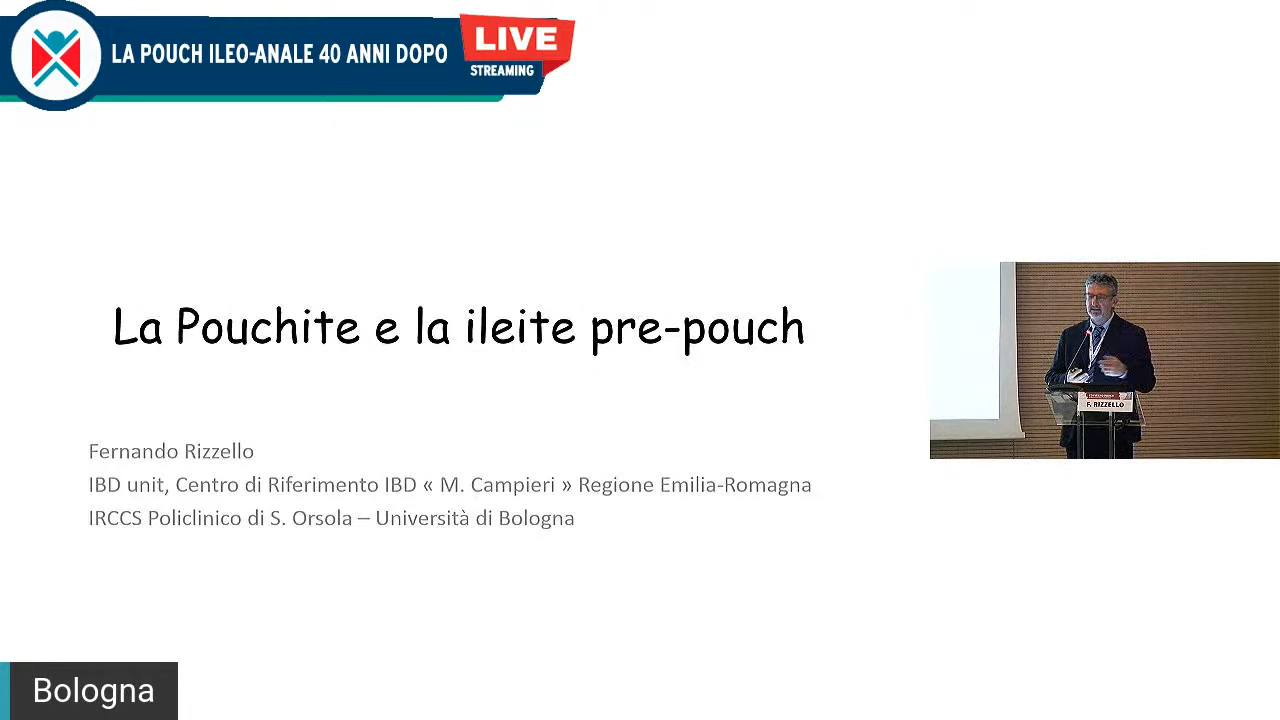 LA POUCH ILEO-ANALE 40 ANNI DOPO
LIVE
STREAMING
La Pouchite e la ileite pre-pouch
F. RIZZELLO
Fernando Rizzello
IBD unit, Centro di Riferimento IBD « M. Campieri » Regione Emilia-Romagna
IRCCS Policlinico di S. Orsola – Università di Bologna
Bologna